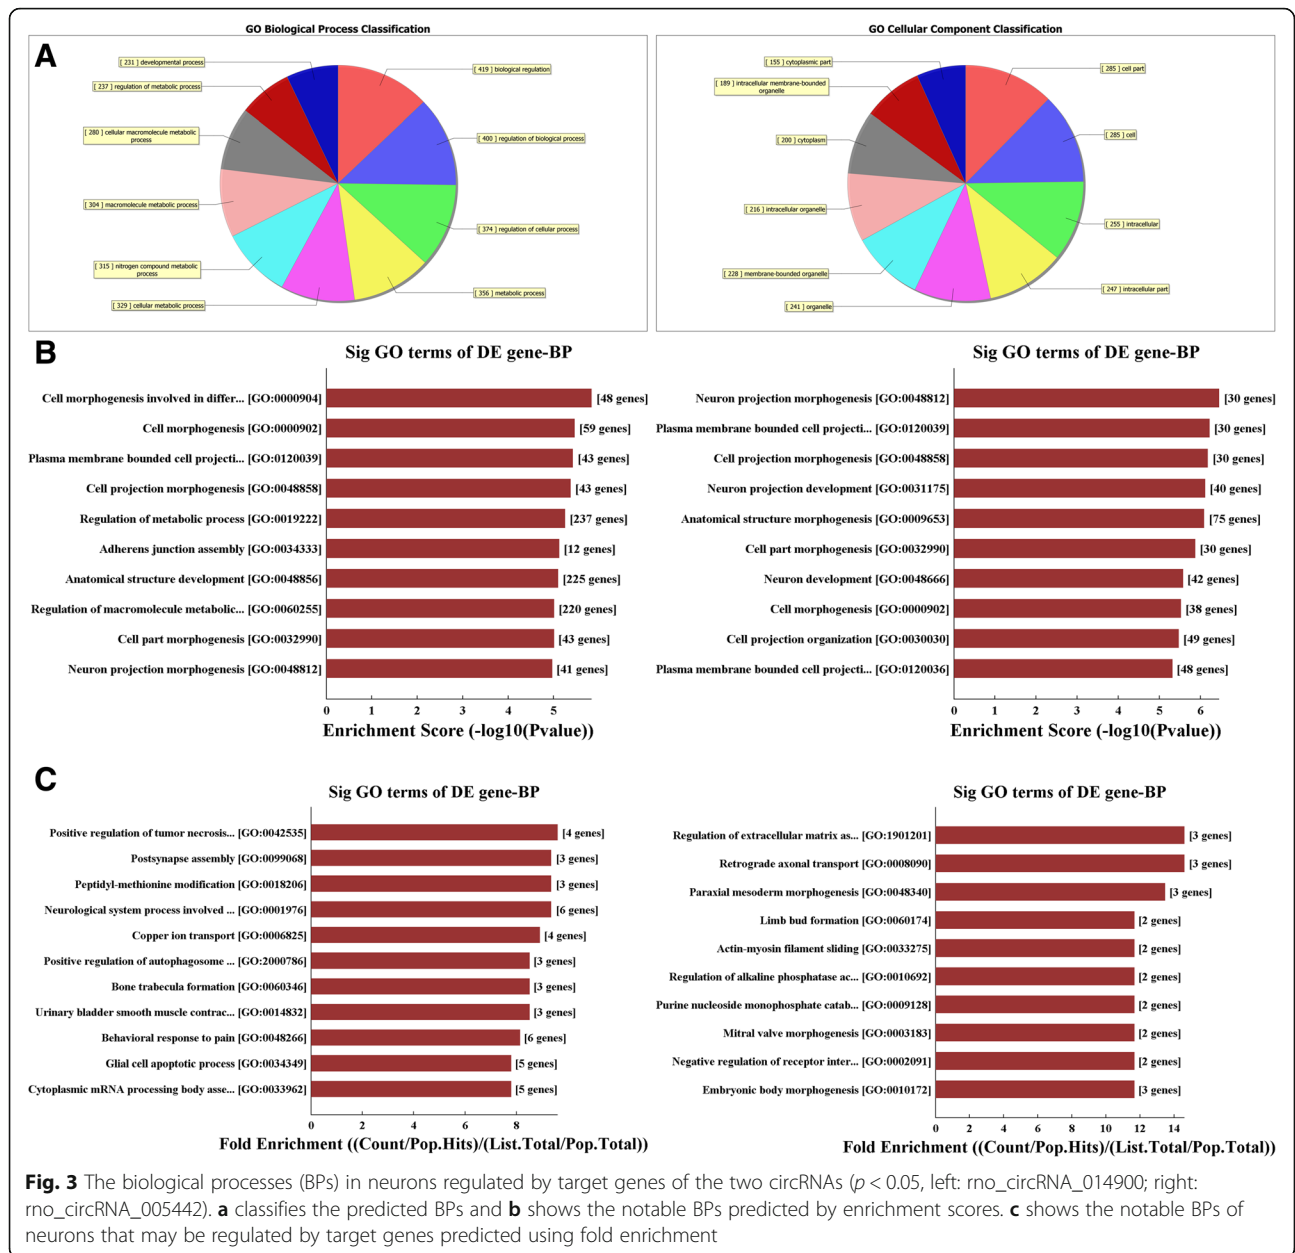 GO Biological Process Classification
A
[ 231 ] developmental process
[ 419 ] biological regulation
[ 237 ] regulation of metabolic process
[ 280 ] cellular macromolecule metabolic
process
[ 400 ] regulation of biological process
[ 304 ] macromolecule metabolic process
[ 374 ] regulation of cellular process
[ 315 ] nitrogen compound metabolic
process
[ 356 ] metabolic process
[ 329 ] cellular metabolic process
GO Cellular Component Classification
[ 155 ] cytoplasmic part
[ 285 ] cell part
[ 189 ] intracellular membrane-bounded
organelle
[ 200 ] cytoplasm
[ 285 ] cell
[ 216 ] intracellular organelle
[ 255 ] intracellular
[ 228 ] membrane-bounded organelle
[ 247 ] intracellular part
[ 241 ] organelle
B
Sig GO terms of DE gene-BP
Cell morphogenesis involved in differ... [GO:0000904] [48 genes]
Cell morphogenesis [GO:0000902] [59 genes]
Plasma membrane bounded cell projecti... [GO:0120039] [43 genes]
Cell projection morphogenesis [GO:0048858] [43 genes]
Regulation of metabolic process [GO:0019222] [237 genes]
Adherens junction assembly [GO:0034333] [12 genes]
Anatomical structure development [GO:0048856] [225 genes]
Regulation of macromolecule metabolic... [GO:0060255] [220 genes]
Cell part morphogenesis [GO:0032990] [43 genes]
Neuron projection morphogenesis [GO:0048812] [41 genes]
0 1 2 3 4 5
Enrichment Score (-log10(Pvalue))
Sig GO terms of DE gene-BP
Neuron projection morphogenesis [GO:0048812] [30 genes]
Plasma membrane bounded cell projecti... [GO:0120039] [30 genes]
Cell projection morphogenesis [GO:0048858] [30 genes]
Neuron projection development [GO:0031175] [40 genes]
Anatomical structure morphogenesis [GO:0009653] [75 genes]
Cell part morphogenesis [GO:0032990] [30 genes]
Neuron development [GO:0048666] [42 genes]
Cell morphogenesis [GO:0000902] [38 genes]
Cell projection organization [GO:0030030] [49 genes]
Plasma membrane bounded cell projecti... [GO:0120036] [48 genes]
0 1 2 3 4 5 6
Enrichment Score (-log10(Pvalue))
C
Sig GO terms of DE gene-BP
Positive regulation of tumor necrosis... [GO:0042535] [4 genes]
Postsynapse assembly [GO:0099068] [3 genes]
Peptidyl-methionine modification [GO:0018206] [3 genes]
Neurological system process involved ... [GO:0001976] [6 genes]
Copper ion transport [GO:0006825] [4 genes]
Positive regulation of autophagosome ... [GO:2000786] [3 genes]
Bone trabecula formation [GO:0060346] [3 genes]
Urinary bladder smooth muscle contrac... [GO:0014832] [3 genes]
Behavioral response to pain [GO:0048266] [6 genes]
Glial cell apoptotic process [GO:0034349] [5 genes]
Cytoplasmic mRNA processing body asse... [GO:0033962] [5 genes]
0 2 4 6 8
Fold Enrichment ((Count/Pop.Hits)/(List.Total/Pop.Total))
Sig GO terms of DE gene-BP
Regulation of extracellular matrix as... [GO:1901201] [3 genes]
Retrograde axonal transport [GO:0008090] [3 genes]
Paraxial mesoderm morphogenesis [GO:0048340] [3 genes]
Limb bud formation [GO:0060174] [2 genes]
Actin-myosin filament sliding [GO:0033275] [2 genes]
Regulation of alkaline phosphatase ac... [GO:0010692] [2 genes]
Purine nucleoside monophosphate catab... [GO:0009128] [2 genes]
Mitral valve morphogenesis [GO:0003183] [2 genes]
Negative regulation of receptor inter... [GO:0002091] [2 genes]
Embryonic body morphogenesis [GO:0010172] [3 genes]
0 2 4 6 8 10 12 14
Fold Enrichment ((Count/Pop.Hits)/(List.Total/Pop.Total))
Fig. 3 The biological processes (BPs) in neurons regulated by target genes of the two circRNAs (p < 0.05, left: rno_circRNA_014900; right:
rno_circRNA_005442). a classifies the predicted BPs and b shows the notable BPs predicted by enrichment scores. c shows the notable BPs of
neurons that may be regulated by target genes predicted using fold enrichment